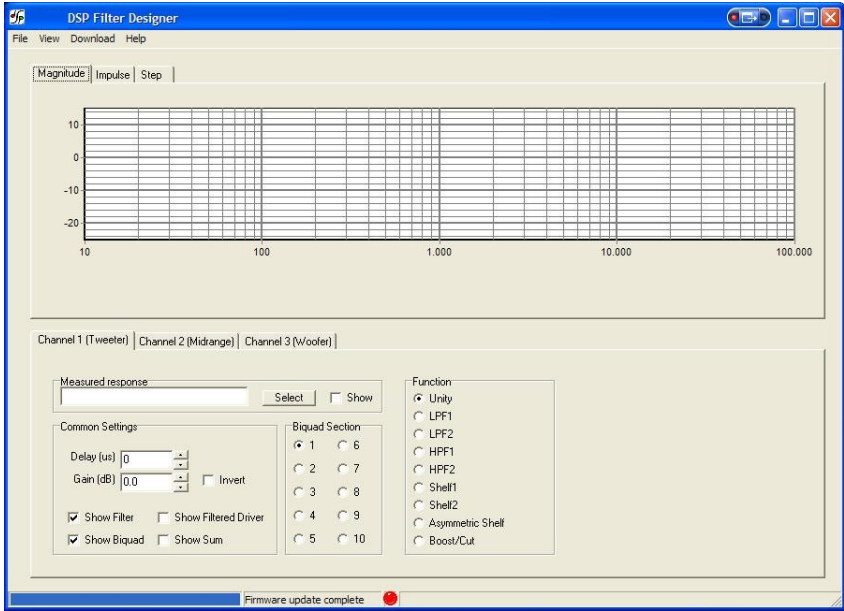 DSP Filter Designer
File View Download Help
Magnitude Impulse Step
10
0
-10
-20
10 100 1.000 10.000 100.000
Channel 1 (Tweeter) Channel 2 (Midrange) Channel 3 (Woofer)
Measured response
Select Show
Common Settings
Delay (us) 0
Gain (dB) 0.0 Invert
Show Filter Show Filtered Driver
Show Biquad Show Sum
Biquad Section
1 6
2 7
3 8
4 9
5 10
Function
Unity
LPF1
LPF2
HPF1
HPF2
Shelf1
Shelf2
Asymmetric Shelf
Boost/Cut
Firmware update complete